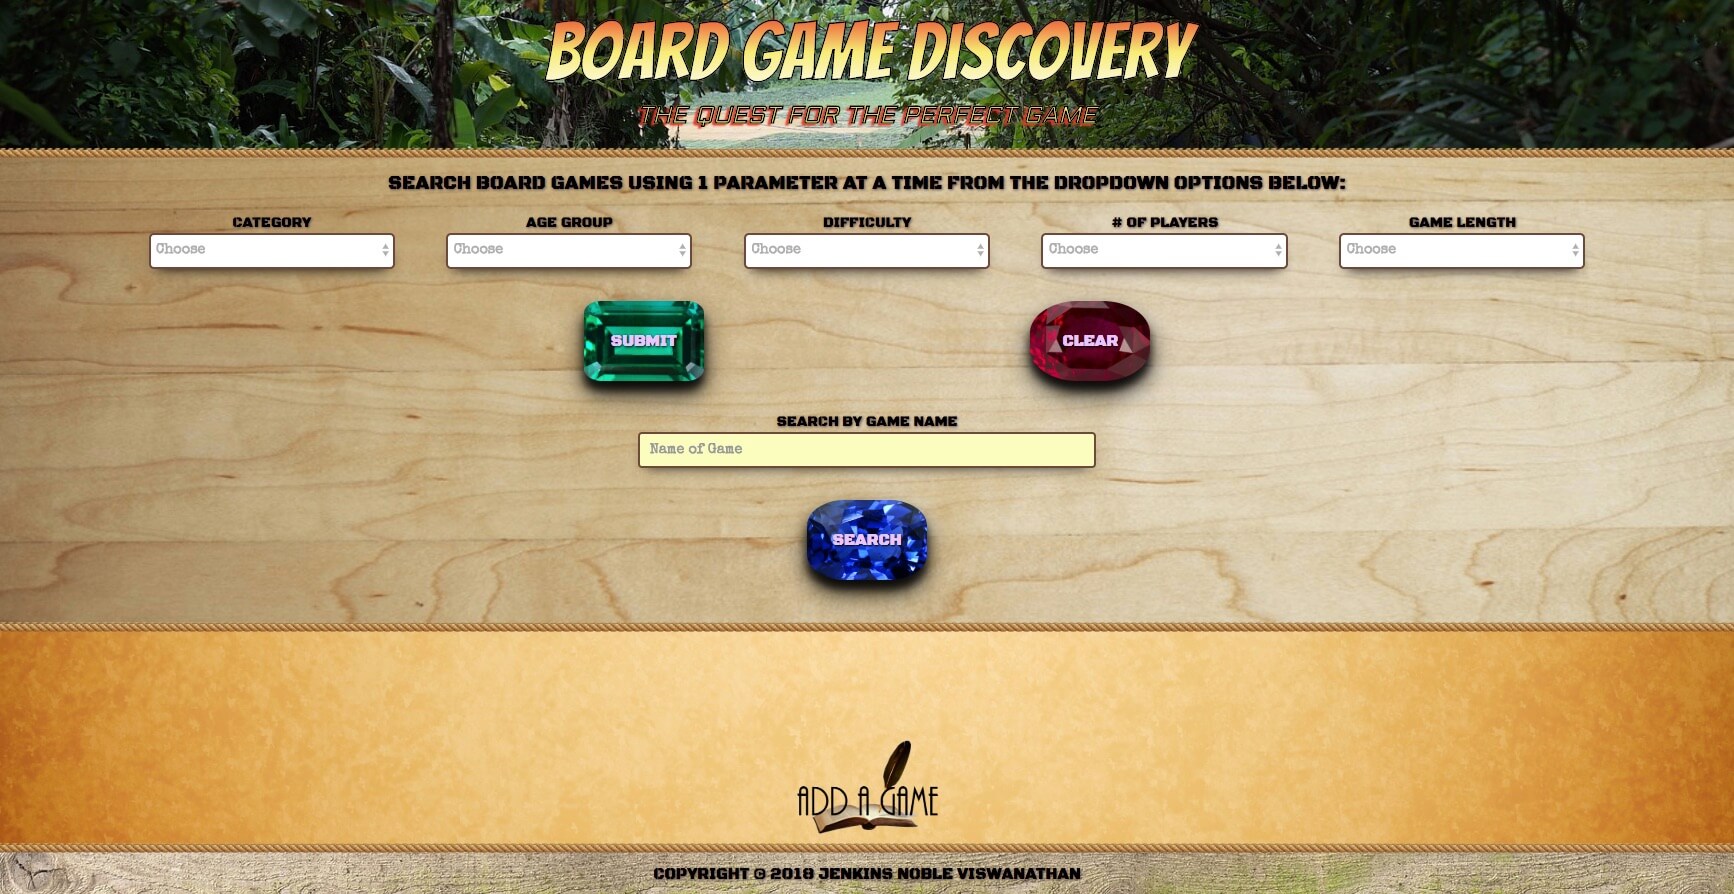 BOARD GAME DISCOVERY
THE QUEST FOR THE PERFECT GAME
SEARCH BOARD GAMES USING 1 PARAMETER AT A TIME FROM THE DROPDOWN OPTIONS BELOW:
CATEGORY AGE GROUP DIFFICULTY # OF PLAYERS GAME LENGTH
Choose Choose Choose Choose Choose
SUBMIT CLEAR
SEARCH BY GAME NAME
Name of Game
SEARCH
ADD A GAME
COPYRIGHT © 2018 JENKINS NOBLE VISWANATHAN